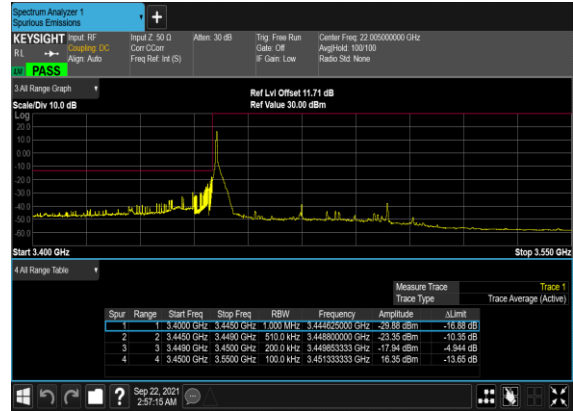 Spectrum Analyzer 1
Spurious Emissions
KEYSIGHT Input: RF Input Z: 50 Ω Atten: 30 dB Trig: Free Run Center Freq: 22.005000000 GHz
RL Coupling: DC Corr CCorr Gate: Off Avg|Hold: 100/100
Align: Auto Freq Ref: Int (S) IF Gain: Low Radio Std: None
PASS
3 All Range Graph
Ref Lvl Offset 11.71 dB
Scale/Div 10.0 dB Ref Value 30.00 dBm
Log
20.0
10.0
0.00
-10.0
-20.0
-30.0
-40.0
-50.0
-60.0
Start 3.400 GHz Stop 3.550 GHz
4 All Range Table
Measure Trace Trace 1
Trace Type Trace Average (Active)
Spur Range Start Freq Stop Freq RBW Frequency Amplitude ΔLimit
1 1 3.4000 GHz 3.4450 GHz 1.000 MHz 3.444625000 GHz -29.88 dBm -16.88 dB
2 2 3.4450 GHz 3.4490 GHz 510.0 kHz 3.448800000 GHz -23.35 dBm -10.35 dB
3 3 3.4490 GHz 3.4500 GHz 200.0 kHz 3.449853333 GHz -17.94 dBm -4.944 dB
4 4 3.4500 GHz 3.5500 GHz 100.0 kHz 3.451333333 GHz 16.35 dBm -13.65 dB
? Sep 22, 2021
2:57:15 AM